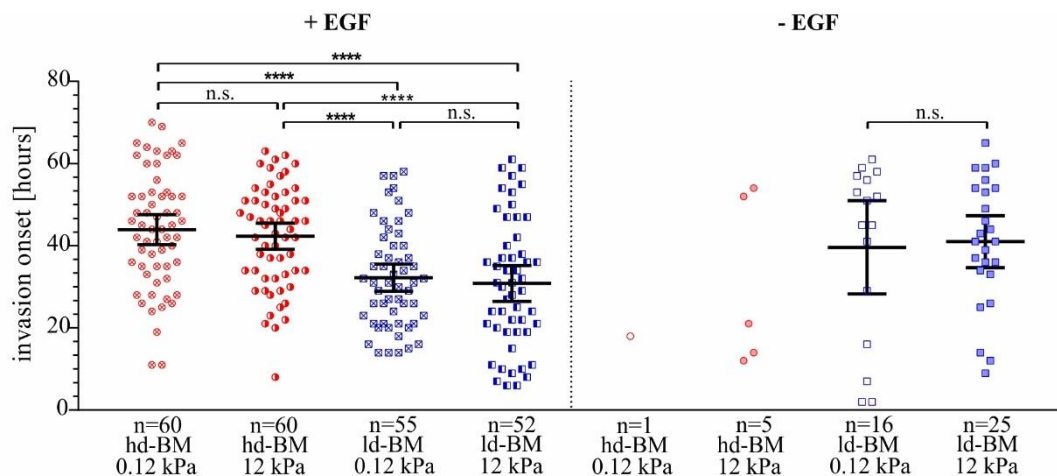 + EGF
- EGF
****
****
n.s.
****
****
n.s.
n.s.
invasion onset [hours]
80
60
40
20
0
n=60 n=60 n=55 n=52 n=1 n=5 n=16 n=25
hd-BM hd-BM ld-BM ld-BM hd-BM hd-BM ld-BM ld-BM
0.12 kPa 12 kPa 0.12 kPa 12 kPa 0.12 kPa 12 kPa 0.12 kPa 12 kPa